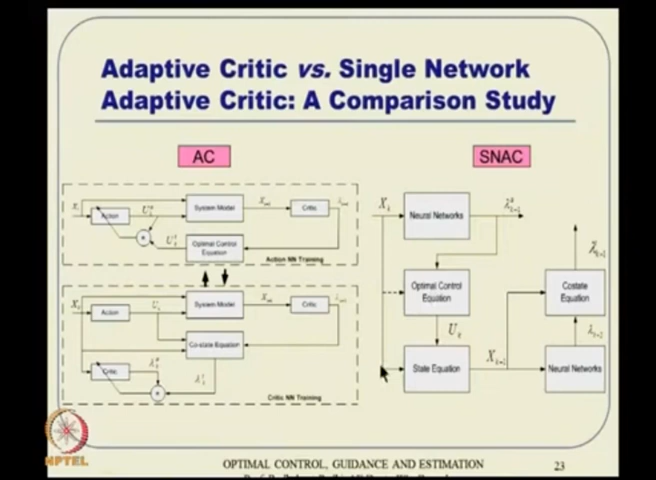 Adaptive Critic vs. Single Network
Adaptive Critic: A Comparison Study
AC
SNAC
Action
System Model
Critic
Optimal Control
Equation
Action NN Training
Action
System Model
Critic
Co-state Equation
Critic
Critic NN Training
X_k
Neural Networks
Optimal Control
Equation
U_k
State Equation
Costate
Equation
Neural Networks
NPTEL
OPTIMAL CONTROL, GUIDANCE AND ESTIMATION
23